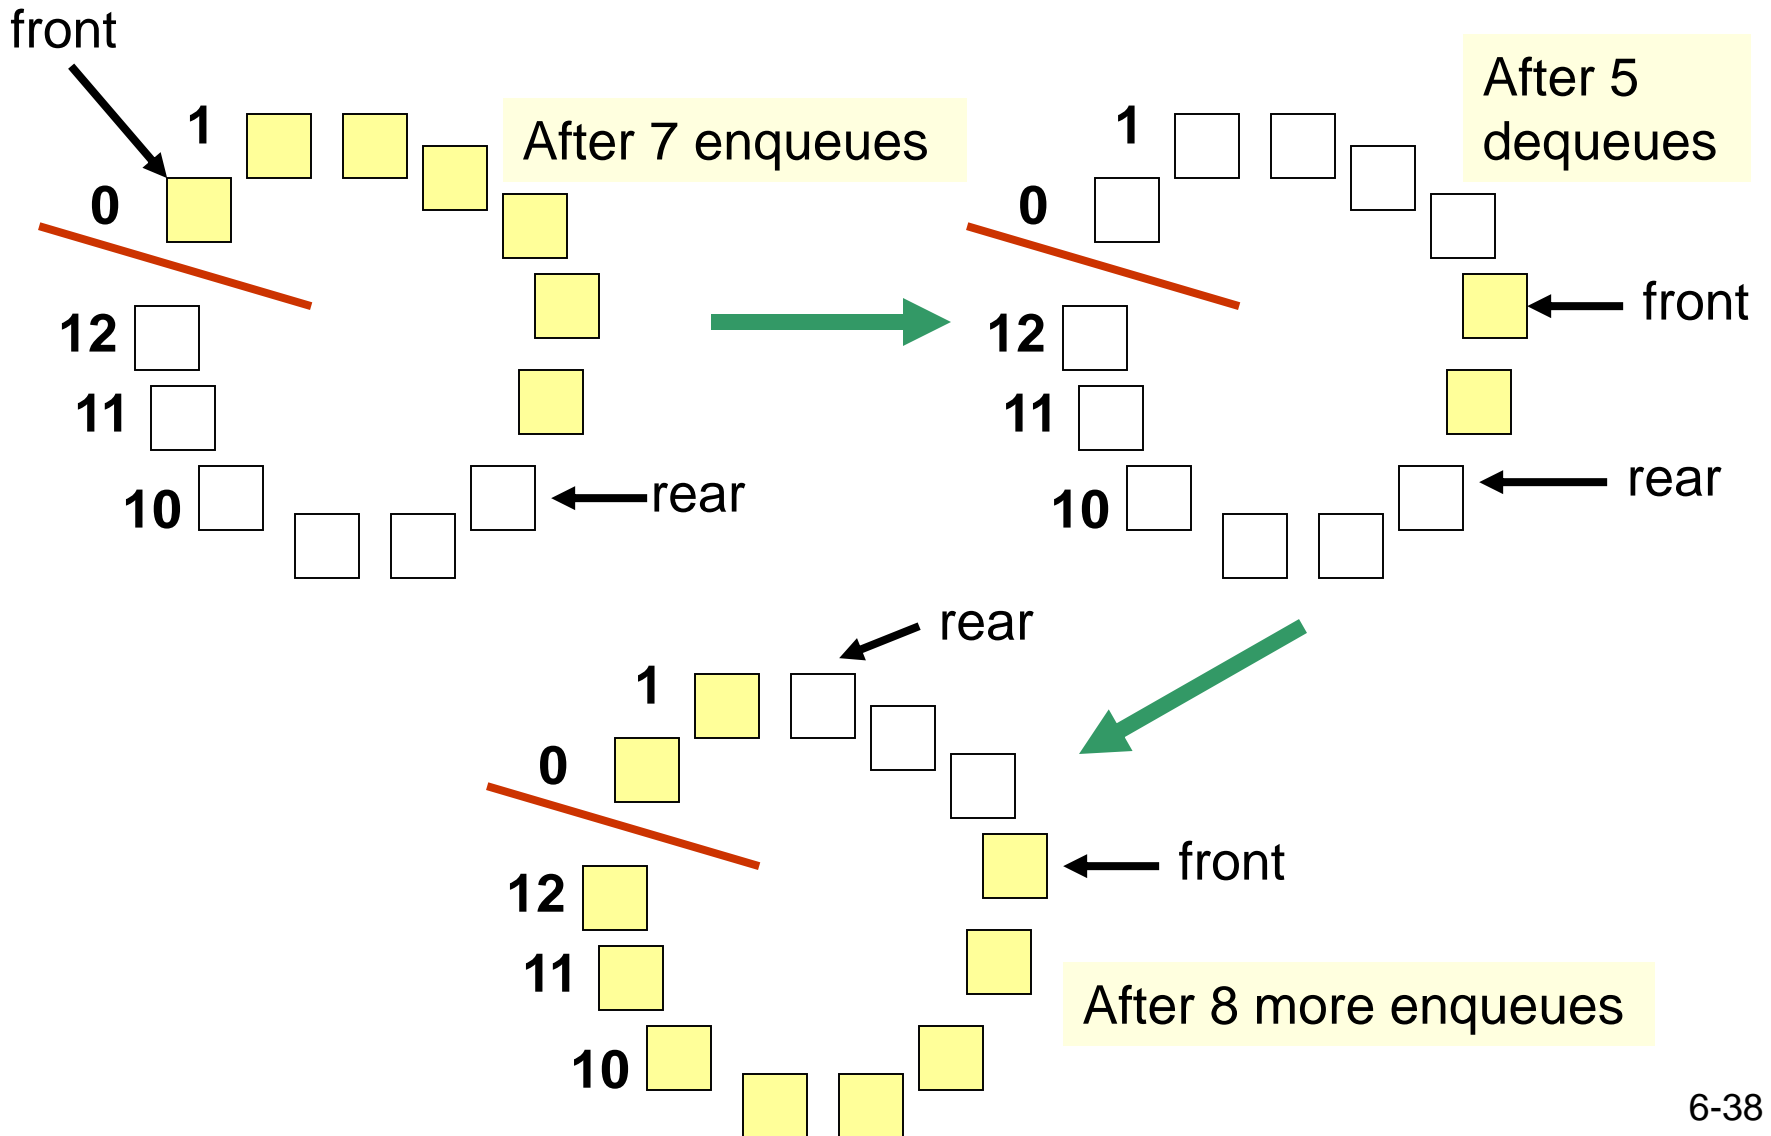 front
1
After 7 enqueues
0
12
11
10
rear
After 5
dequeues
1
0
front
12
11
rear
10
rear
1
0
front
12
11
After 8 more enqueues
10
6-38